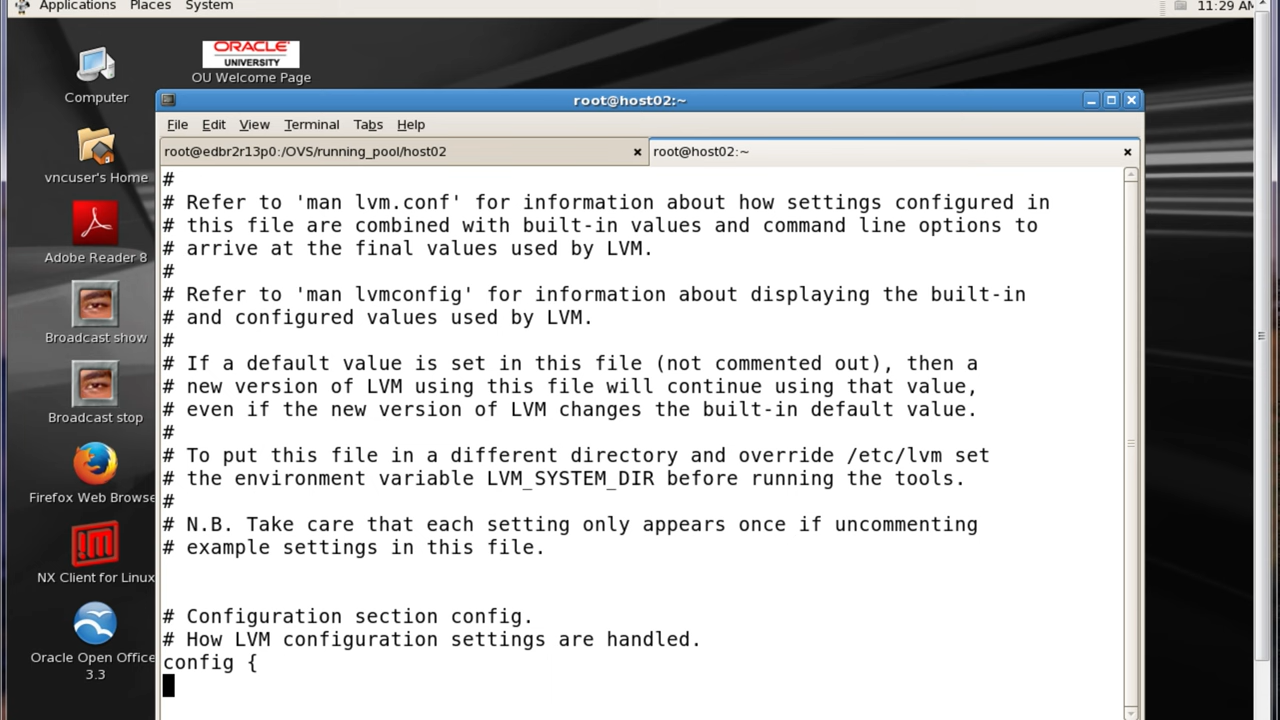 Applications Places System
11:29 AM
ORACLE
UNIVERSITY
OU Welcome Page
Computer
vncuser's Home
Adobe Reader 8
Broadcast show
Broadcast stop
Firefox Web Browse
NX Client for Linux
Oracle Open Office
3.3
root@host02:~
File Edit View Terminal Tabs Help
root@edbr2r13p0:/OVS/running_pool/host02
root@host02:~
#
# Refer to 'man lvm.conf' for information about how settings configured in
# this file are combined with built-in values and command line options to
# arrive at the final values used by LVM.
#
# Refer to 'man lvmconfig' for information about displaying the built-in
# and configured values used by LVM.
#
# If a default value is set in this file (not commented out), then a
# new version of LVM using this file will continue using that value,
# even if the new version of LVM changes the built-in default value.
#
# To put this file in a different directory and override /etc/lvm set
# the environment variable LVM_SYSTEM_DIR before running the tools.
#
# N.B. Take care that each setting only appears once if uncommenting
# example settings in this file.
# Configuration section config.
# How LVM configuration settings are handled.
config {